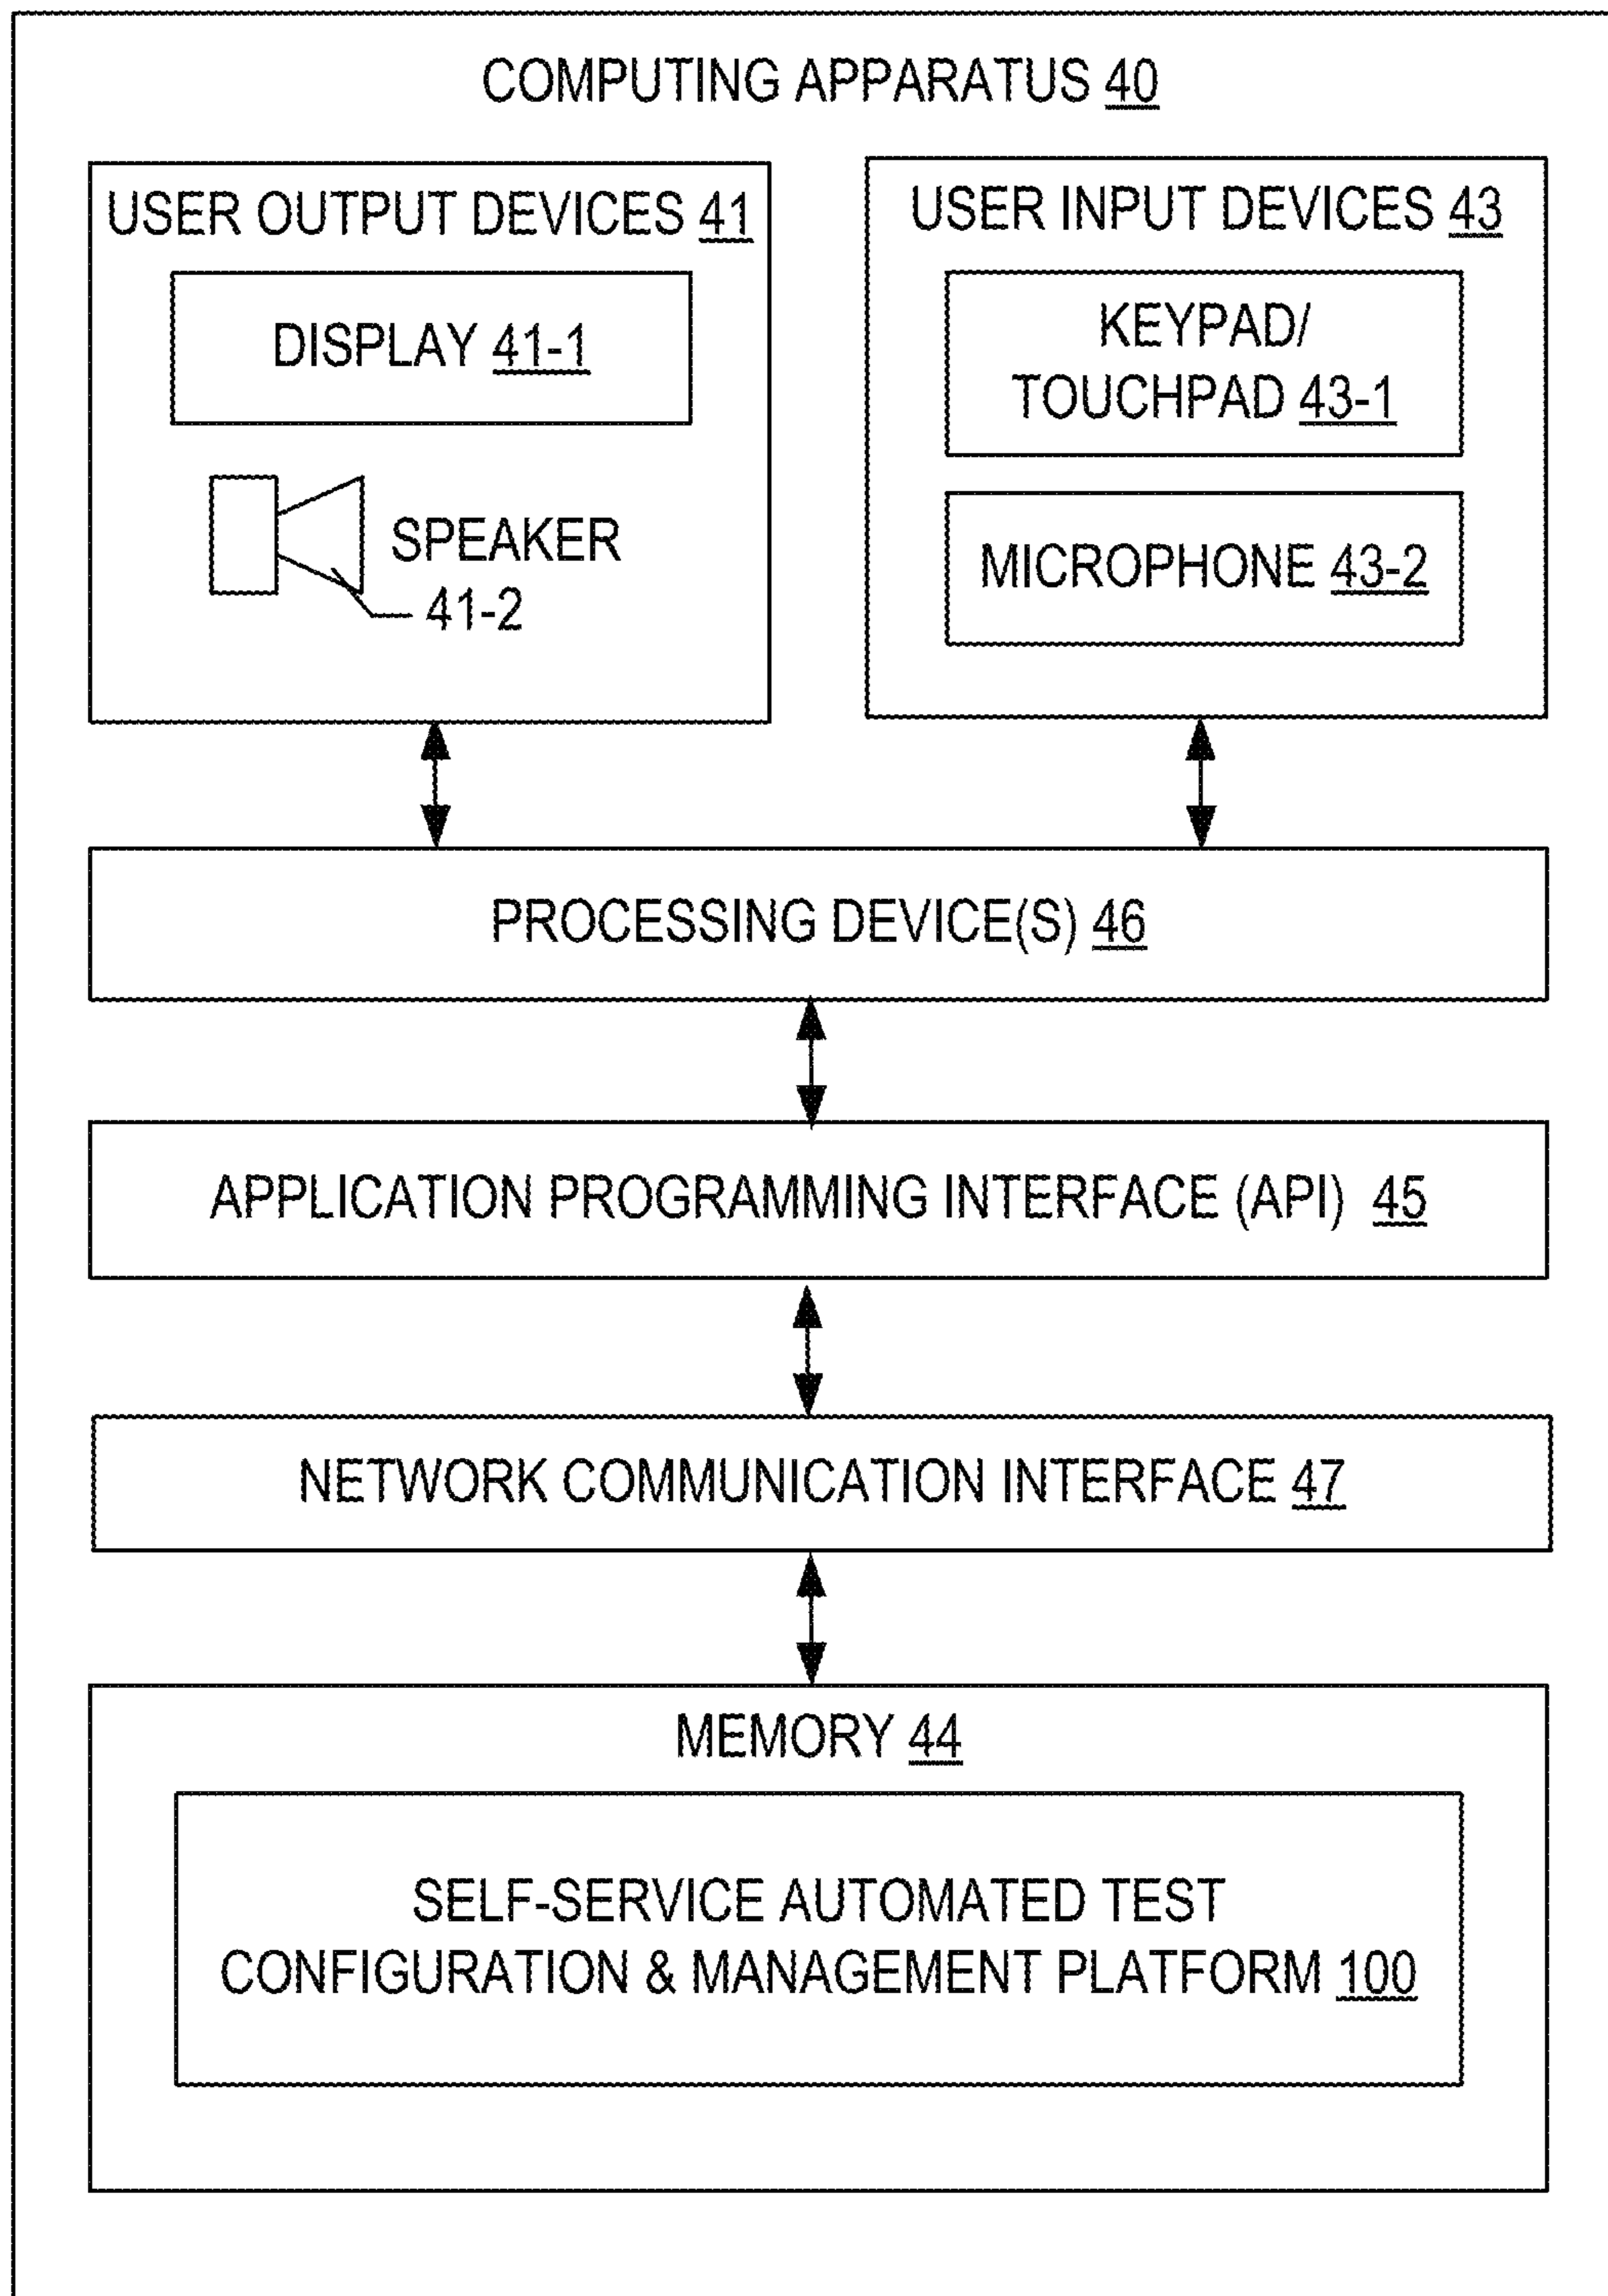 COMPUTING APPARATUS 40
USER OUTPUT DEVICES 41
DISPLAY 41-1
SPEAKER
41-2
USER INPUT DEVICES 43
KEYPAD/
TOUCHPAD 43-1
MICROPHONE 43-2
PROCESSING DEVICE(S) 46
APPLICATION PROGRAMMING INTERFACE (API) 45
NETWORK COMMUNICATION INTERFACE 47
MEMORY 44
SELF-SERVICE AUTOMATED TEST
CONFIGURATION & MANAGEMENT PLATFORM 100